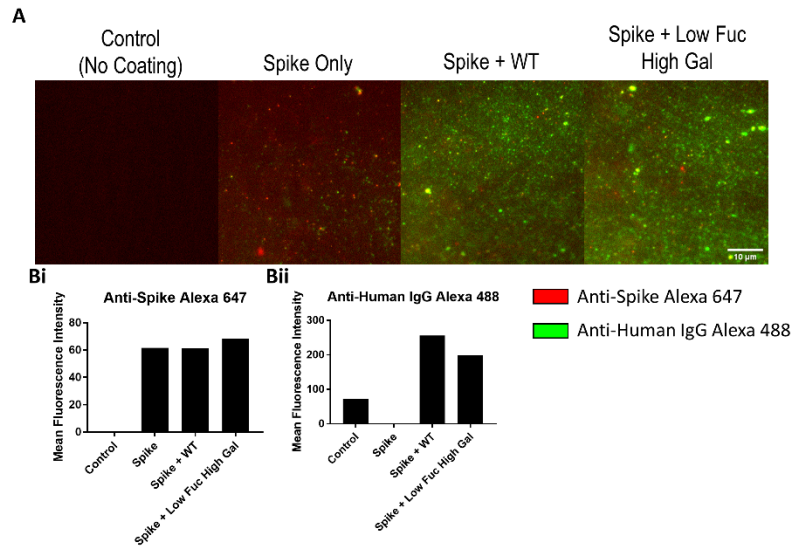 A
Control
(No Coating)
Spike Only
Spike + WT
Spike + Low Fuc
High Gal
10 µm
Bi
Anti-Spike Alexa 647
Mean Fluorescence Intensity
80
60
40
20
0
Control
Spike
Spike + WT
Spike + Low Fuc High Gal
Bii
Anti-Human IgG Alexa 488
Mean Fluorescence Intensity
300
200
100
0
Control
Spike
Spike + WT
Spike + Low Fuc High Gal
Anti-Spike Alexa 647
Anti-Human IgG Alexa 488